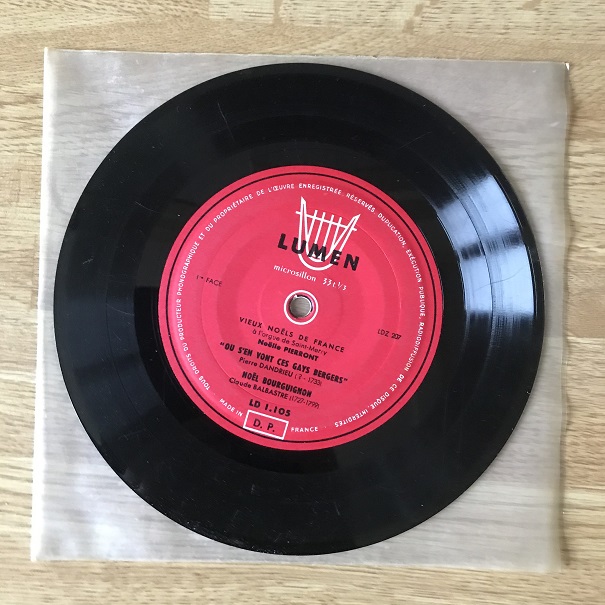 TOUS DROITS DU PRODUCTEUR PHONOGRAPHIQUE ET DU PROPRIÉTAIRE DE L'ŒUVRE ENREGISTRÉE, RÉSERVÉS. DUPLICATION, EXÉCUTION PUBLIQUE, RADIODIFFUSION DE CE DISQUE, INTERDITES
LUMEN
microsillon 33 t 1/3
1re FACE
LDZ 207
VIEUX NOËLS DE FRANCE
à l'orgue de Saint-Merry
Noëlie PIERRONT
"OU S'EN VONT CES GAYS BERGERS"
Pierre DANDRIEU (? - 1733)
NOËL BOURGUIGNON
Claude BALBASTRE (1727-1799)
LD 1.105
MADE IN D. P. FRANCE